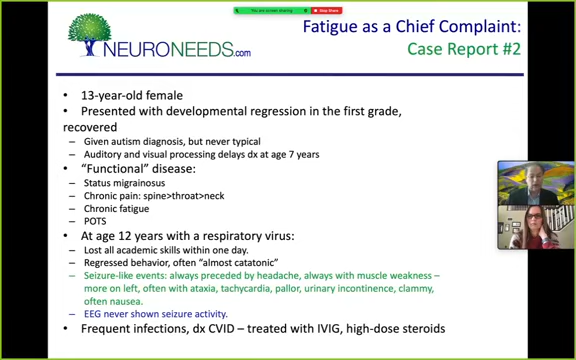 You are screen sharing
Stop Share
NEURONEEDS.com
Fatigue as a Chief Complaint:
Case Report #2
• 13-year-old female
• Presented with developmental regression in the first grade,
recovered
– Given autism diagnosis, but never typical
– Auditory and visual processing delays dx at age 7 years
• "Functional" disease:
– Status migrainosus
– Chronic pain: spine>throat>neck
– Chronic fatigue
– POTS
• At age 12 years with a respiratory virus:
– Lost all academic skills within one day.
– Regressed behavior, often "almost catatonic"
– Seizure-like events: always preceded by headache, always with muscle weakness –
more on left, often with ataxia, tachycardia, pallor, urinary incontinence, clammy,
often nausea.
– EEG never shown seizure activity.
• Frequent infections, dx CVID – treated with IVIG, high-dose steroids